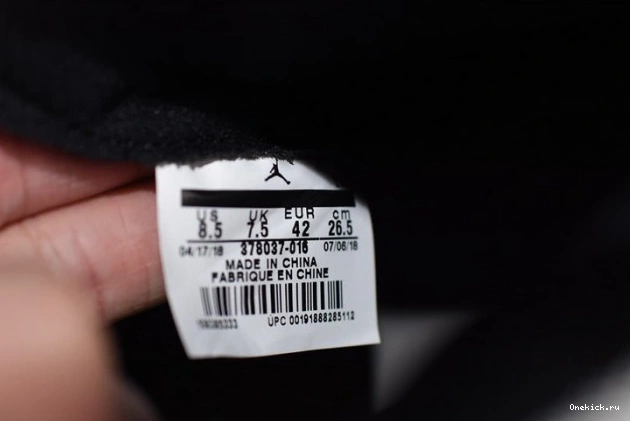 US UK EUR cm
8.5 7.5 42 26.5
04/17/18 378037-016 07/06/18
MADE IN CHINA
FABRIQUE EN CHINE
UPC 00191888285112
Onekick.ru